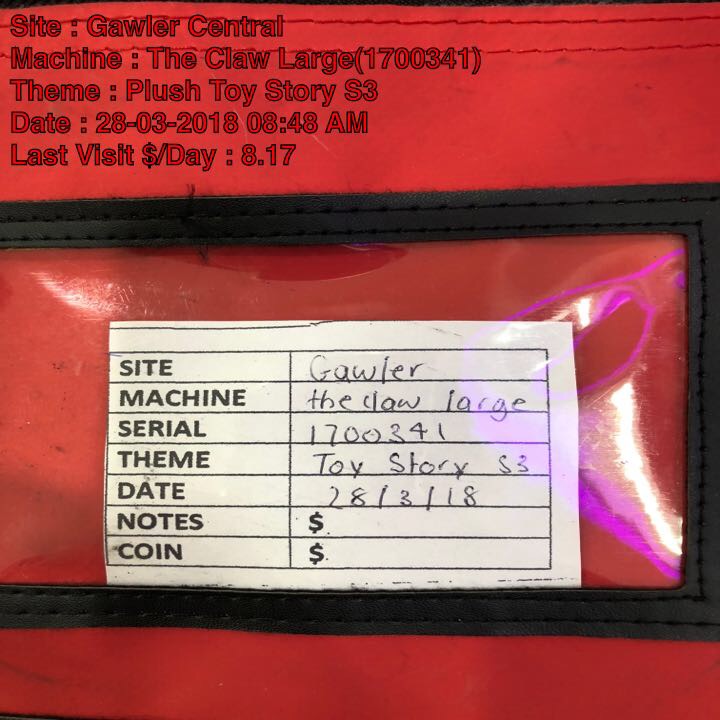 Site : Gawler Central
Machine : The Claw Large(1700341)
Theme : Plush Toy Story S3
Date : 28-03-2018 08:48 AM
Last Visit $/Day : 8.17
SITE Gawler
MACHINE the claw large
SERIAL 1700341
THEME Toy Story S3
DATE 28/3/18
NOTES $
COIN $